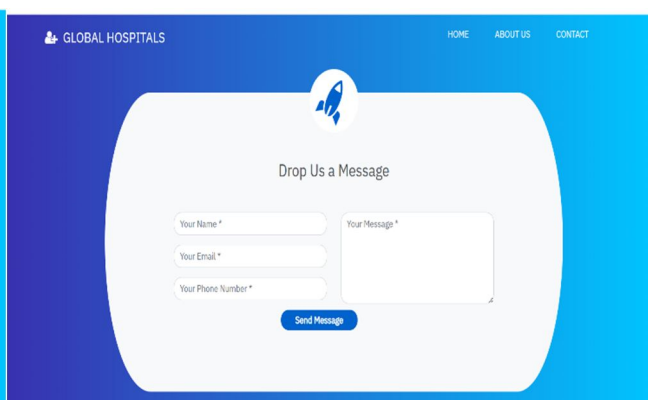 GLOBAL HOSPITALS
HOME ABOUT US CONTACT
Drop Us a Message
Your Name *
Your Email *
Your Phone Number *
Your Message *
Send Message